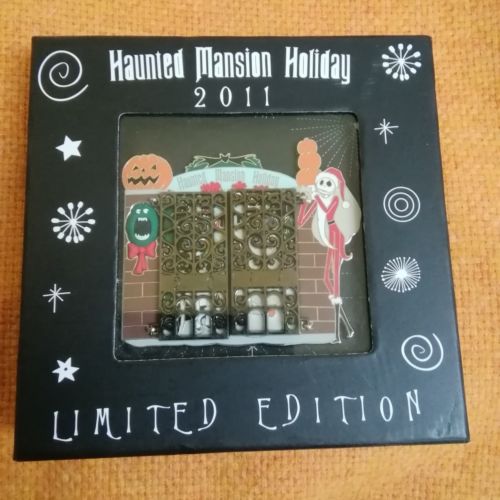 Haunted Mansion Holiday
2011
Haunted Mansion Holiday
LIMITED EDITION